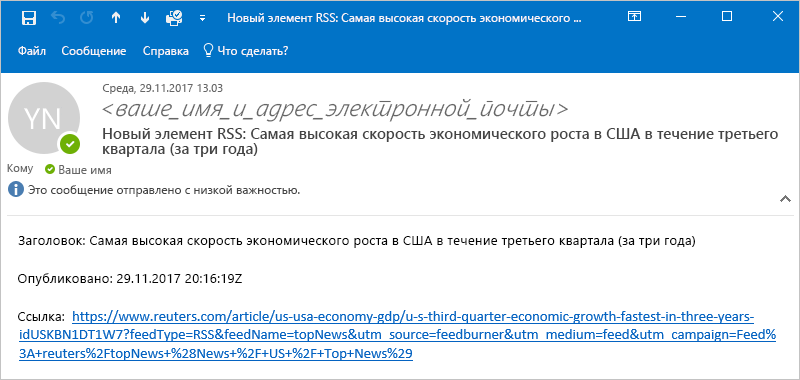 Новый элемент RSS: Самая высокая скорость экономического ...
Файл Сообщение Справка Что сделать?
YN
Среда, 29.11.2017 13.03
<ваше_имя_и_адрес_электронной_почты>
Новый элемент RSS: Самая высокая скорость экономического роста в США в течение третьего
квартала (за три года)
Кому Ваше имя
Это сообщение отправлено с низкой важностью.
Заголовок: Самая высокая скорость экономического роста в США в течение третьего квартала (за три года)
Опубликовано: 29.11.2017 20:16:19Z
Ссылка: https://www.reuters.com/article/us-usa-economy-gdp/u-s-third-quarter-economic-growth-fastest-in-three-years-
idUSKBN1DT1W7?feedType=RSS&feedName=topNews&utm_source=feedburner&utm_medium=feed&utm_campaign=Feed%
3A+reuters%2FtopNews+%28News+%2F+US+%2F+Top+News%29